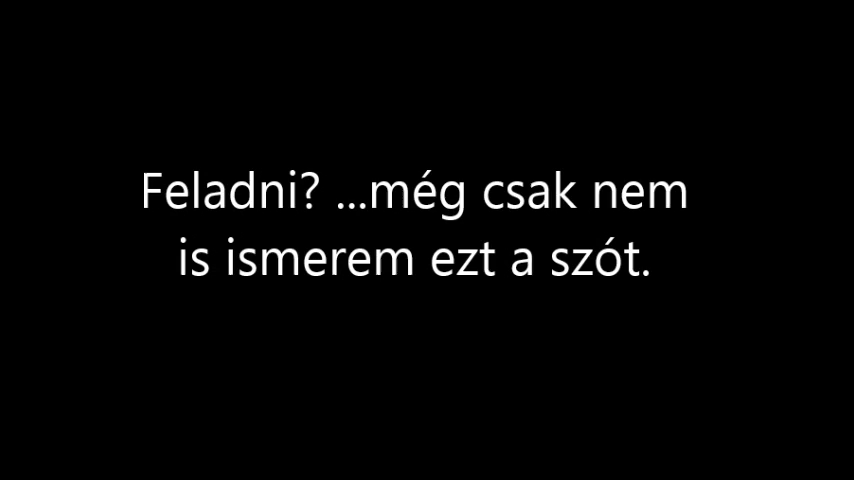 Feladni? ...még csak nem
is ismerem ezt a szót.